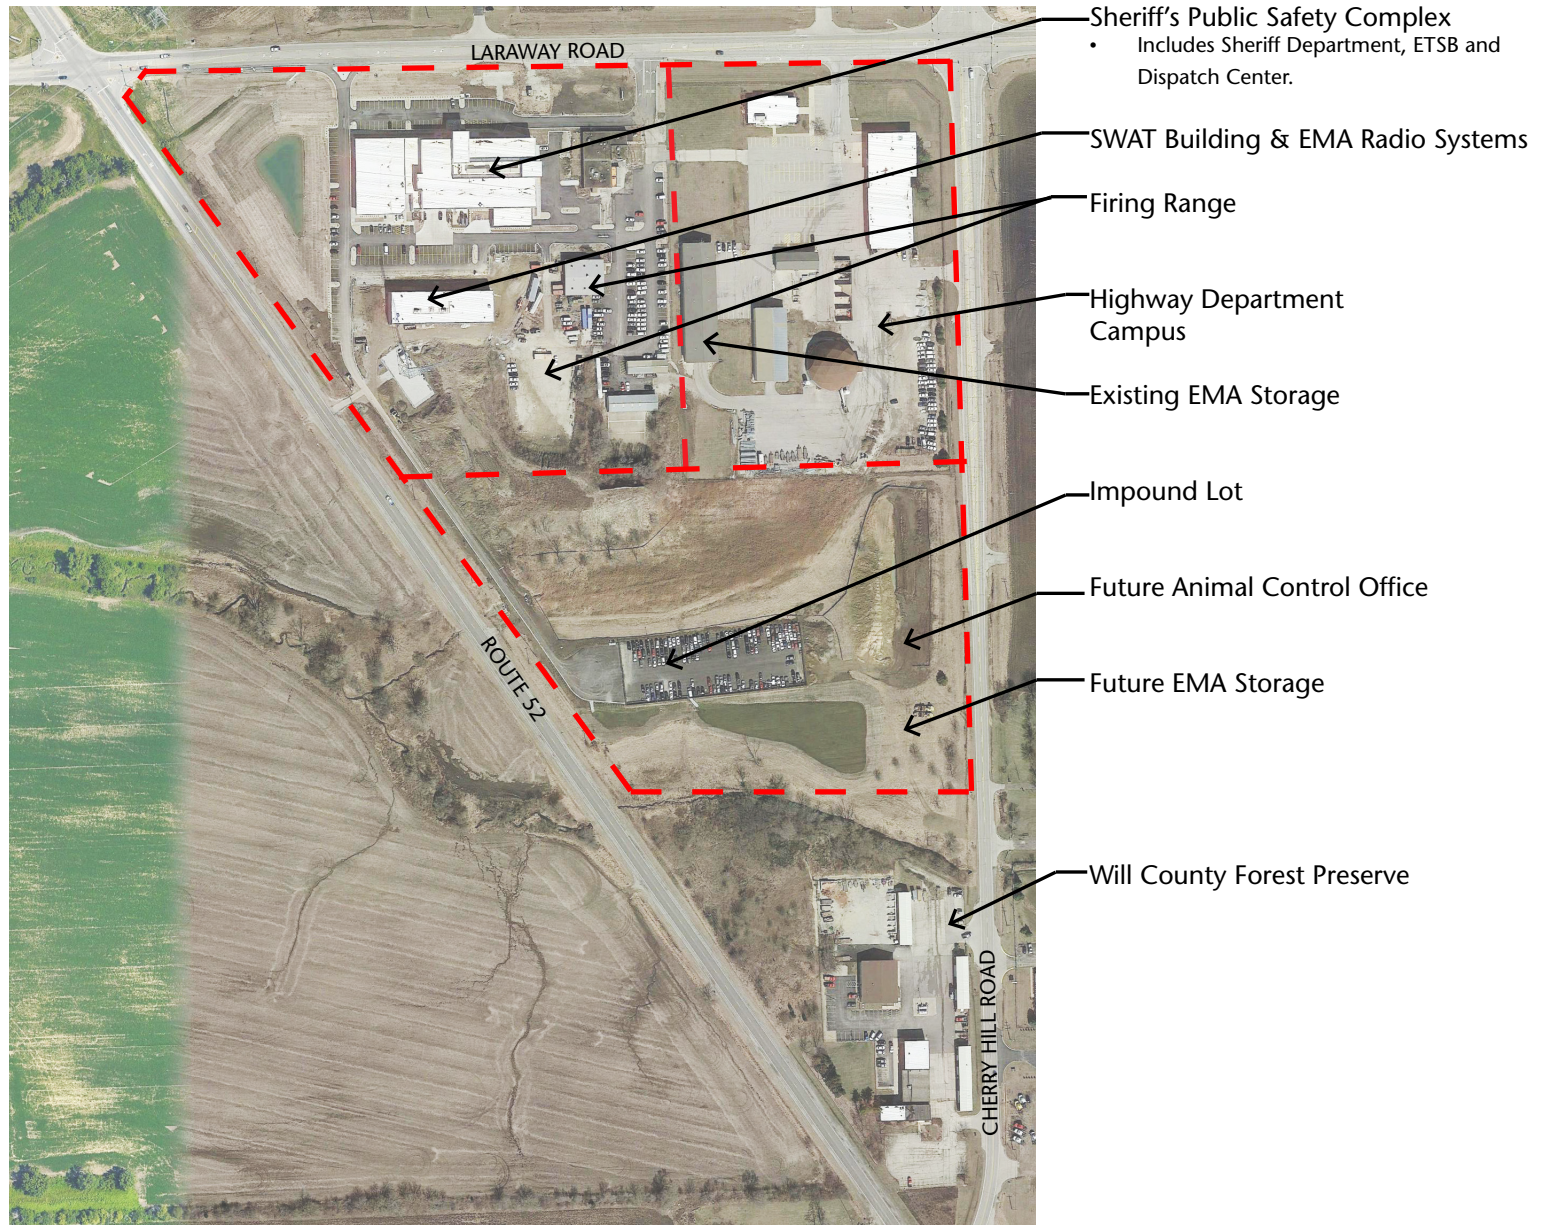 Sheriff’s Public Safety Complex
• Includes Sheriff Department, ETSB and
Dispatch Center.
LARAWAY ROAD
SWAT Building & EMA Radio Systems
Firing Range
Highway Department
Campus
Existing EMA Storage
Impound Lot
Future Animal Control Office
ROUTE 52
Future EMA Storage
Will County Forest Preserve
CHERRY HILL ROAD